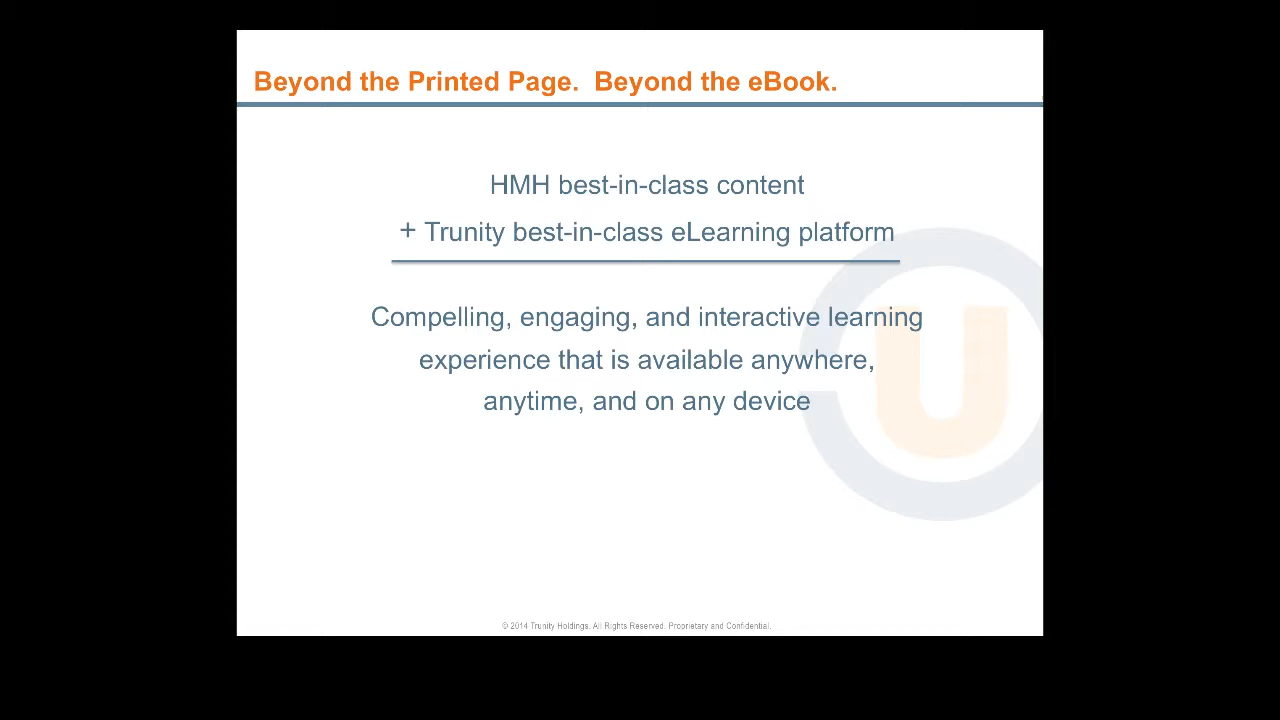 Beyond the Printed Page.  Beyond the eBook.
HMH best-in-class content
+ Trunity best-in-class eLearning platform
Compelling, engaging, and interactive learning
experience that is available anywhere,
anytime, and on any device
U
© 2014 Trunity Holdings. All Rights Reserved. Proprietary and Confidential.